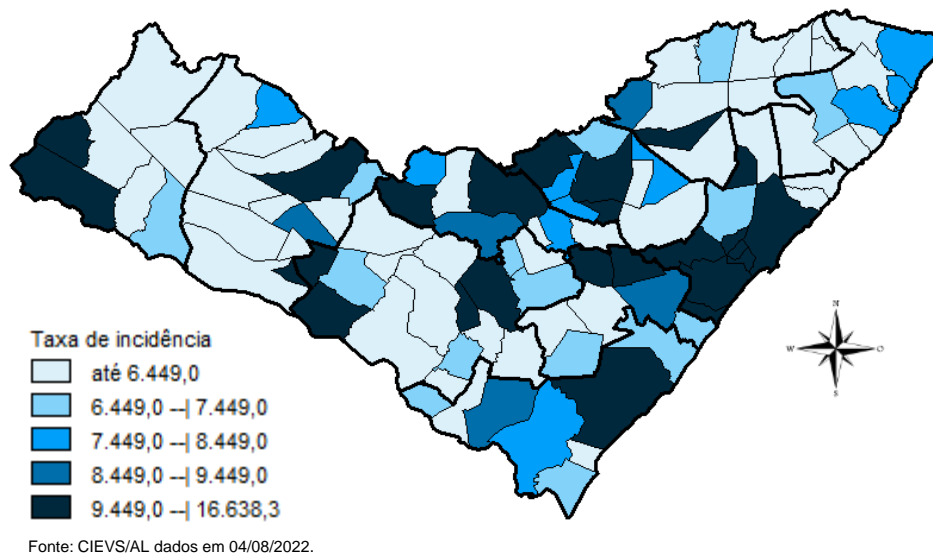 N
W
O
S
Taxa de incidência
até 6.449,0
6.449,0 --| 7.449,0
7.449,0 --| 8.449,0
8.449,0 --| 9.449,0
9.449,0 --| 16.638,3
Fonte: CIEVS/AL dados em 04/08/2022.